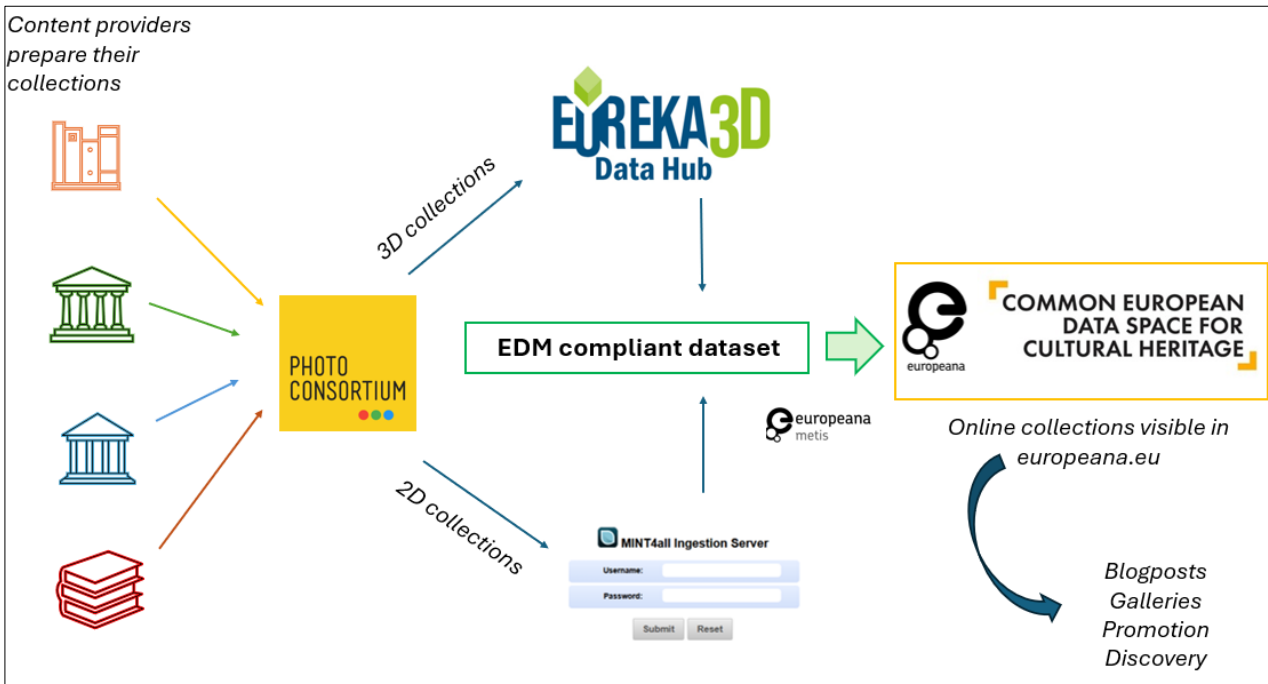 Content providers
prepare their
collections
EUREKA3D
Data Hub
3D collections
PHOTO
CONSORTIUM
EDM compliant dataset
europeana
COMMON EUROPEAN
DATA SPACE FOR
CULTURAL HERITAGE
europeana
metis
Online collections visible in
europeana.eu
2D collections
MINT4all Ingestion Server
Username:
Password:
Submit Reset
Blogposts
Galleries
Promotion
Discovery